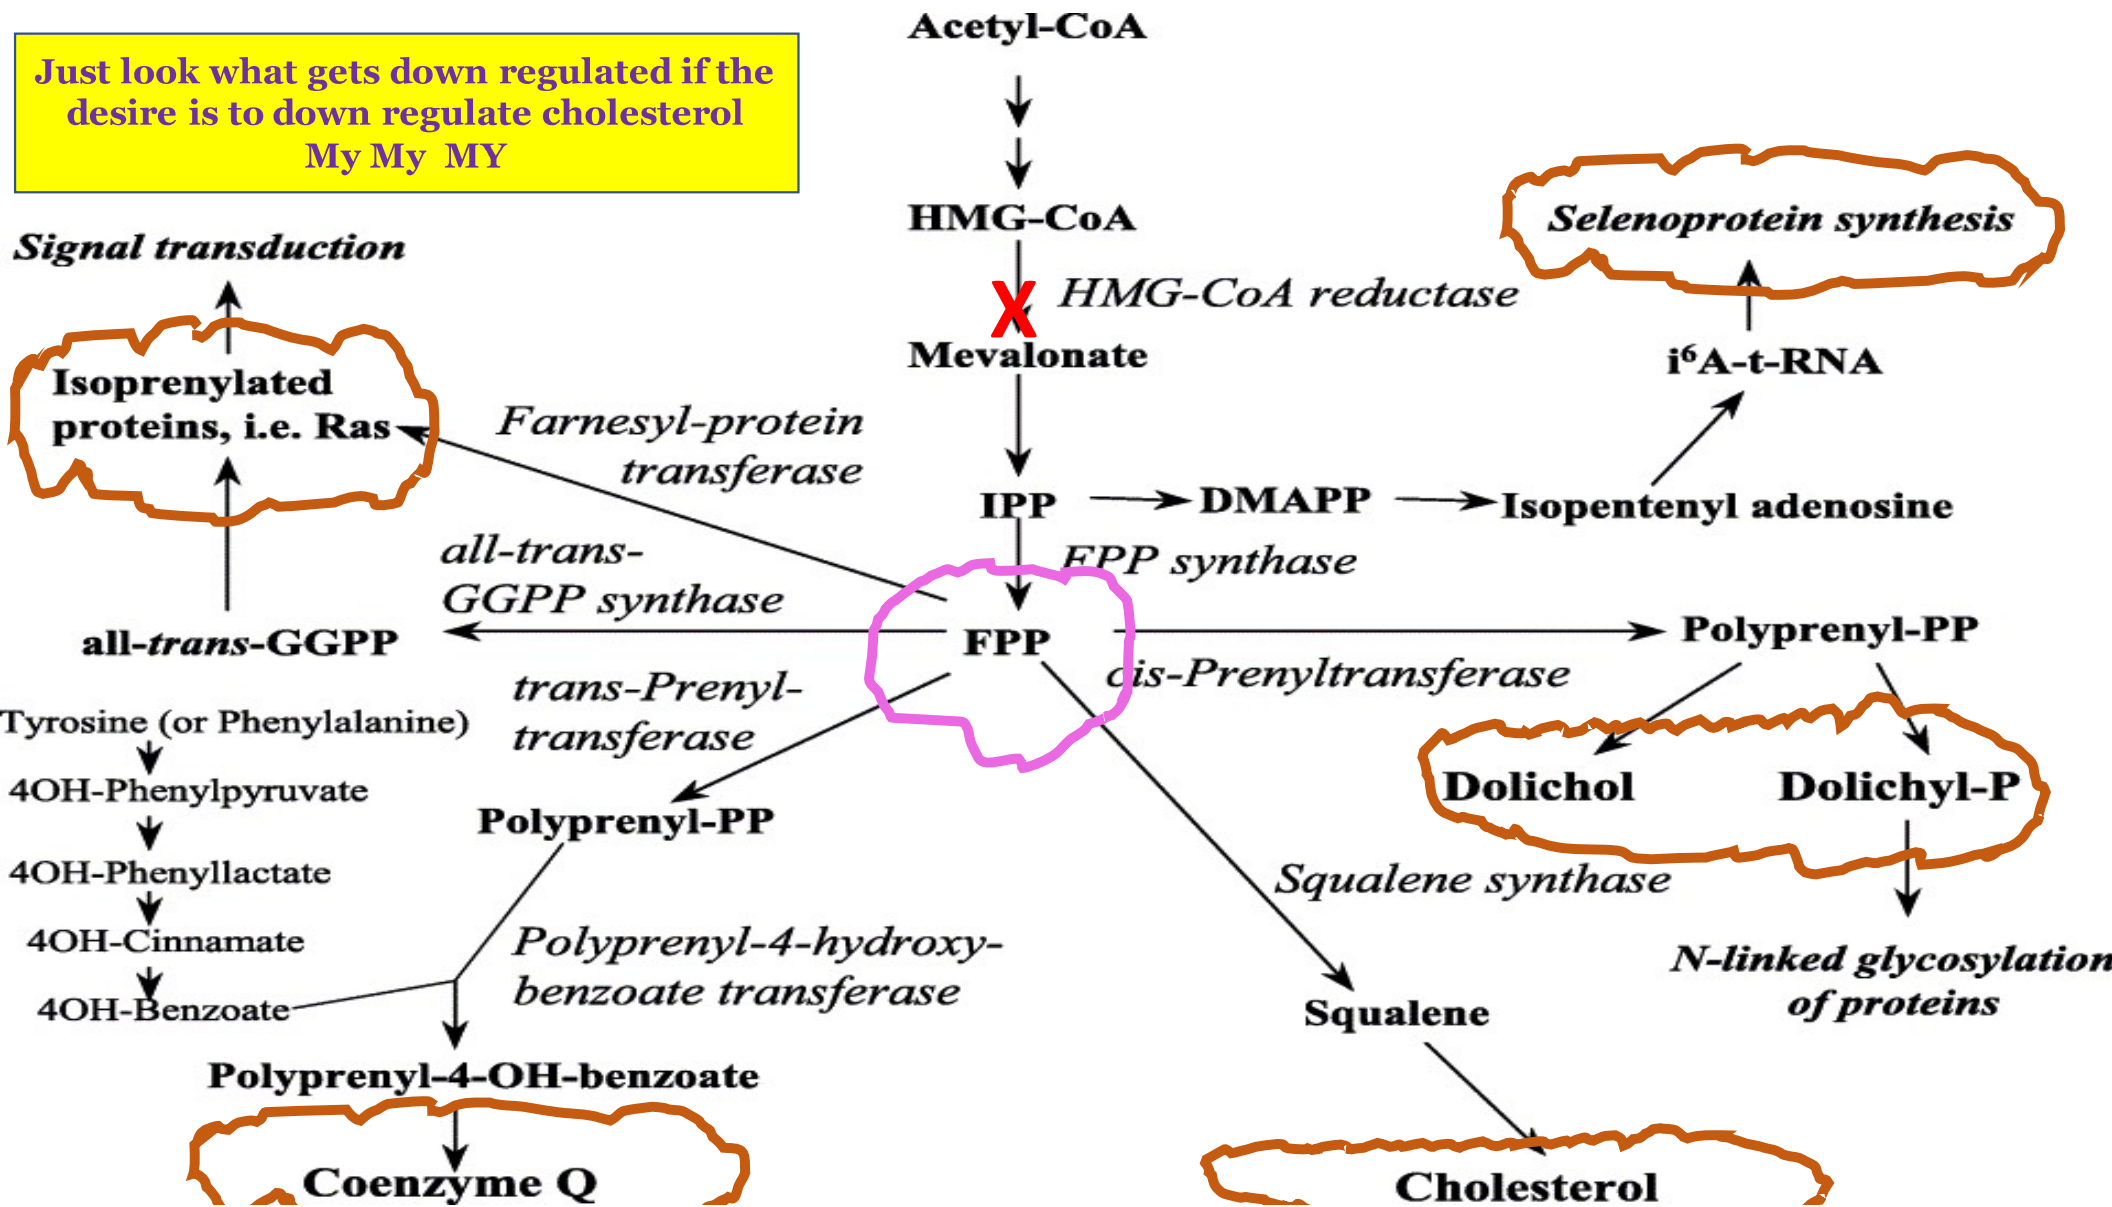 Just look what gets down regulated if the
desire is to down regulate cholesterol
My My  MY
Acetyl-CoA
HMG-CoA
X
HMG-CoA reductase
Mevalonate
Selenoprotein synthesis
i⁶A-t-RNA
Signal transduction
Isoprenylated
proteins, i.e. Ras
Farnesyl-protein
transferase
IPP
DMAPP
Isopentenyl adenosine
all-trans-
GGPP synthase
FPP synthase
all-trans-GGPP
FPP
Polyprenyl-PP
trans-Prenyl-
transferase
cis-Prenyltransferase
Tyrosine (or Phenylalanine)
4OH-Phenylpyruvate
4OH-Phenyllactate
4OH-Cinnamate
4OH-Benzoate
Polyprenyl-PP
Dolichol
Dolichyl-P
Squalene synthase
Polyprenyl-4-hydroxy-
benzoate transferase
N-linked glycosylation
of proteins
Squalene
Polyprenyl-4-OH-benzoate
Coenzyme Q
Cholesterol